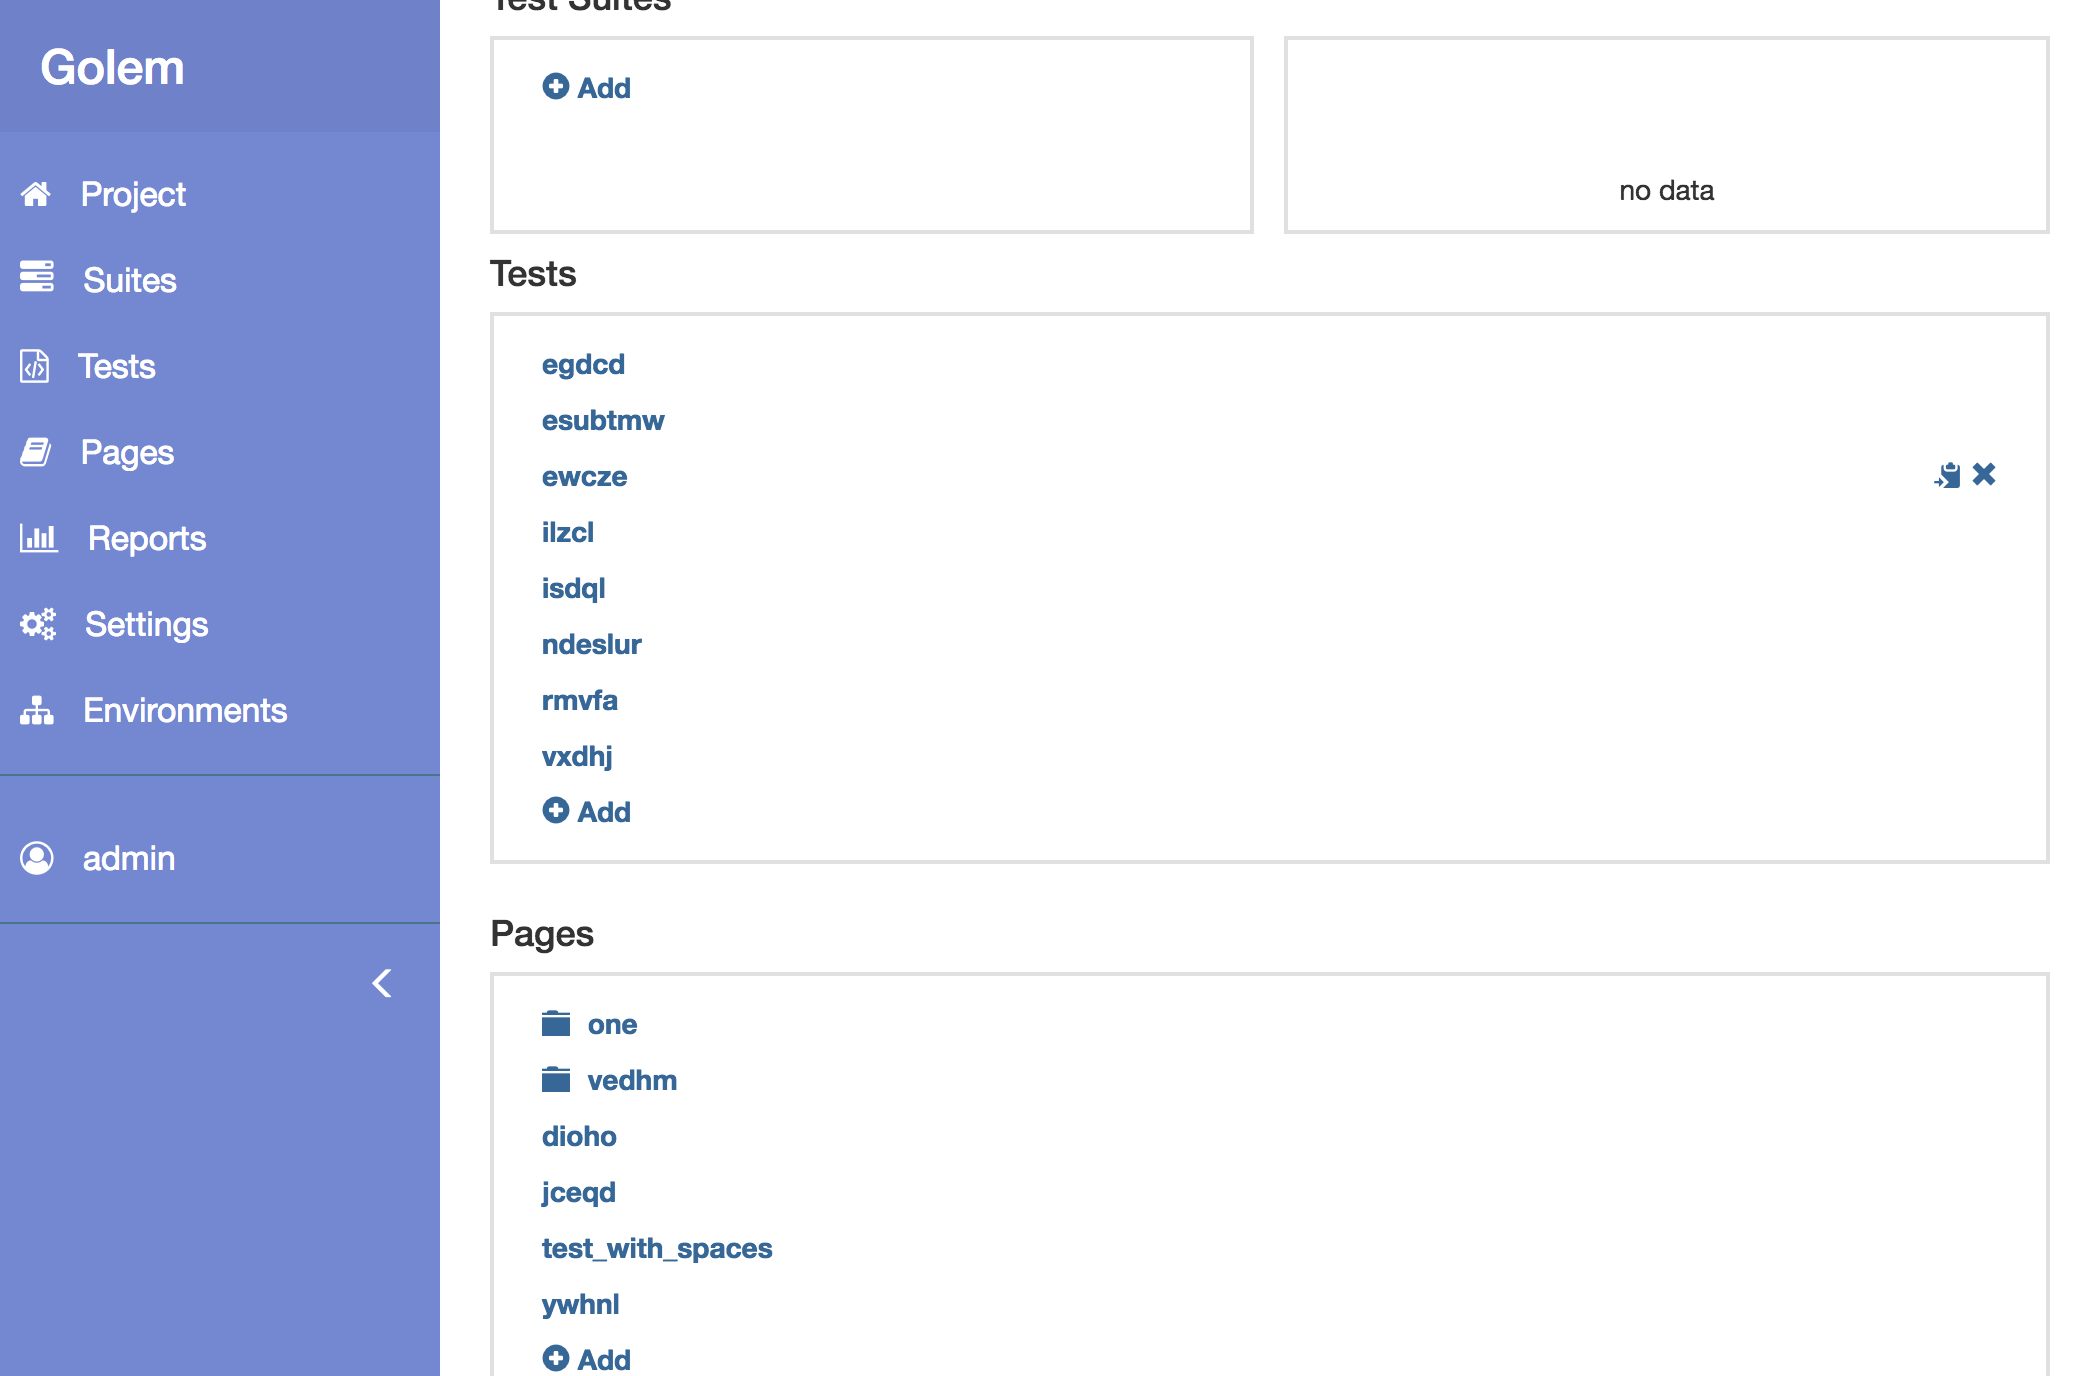 Golem
Project
Suites
Tests
Pages
Reports
Settings
Environments
admin
Test Suites
Add
no data
Tests
egdcd
esubtmw
ewcze
ilzcl
isdql
ndeslur
rmvfa
vxdhj
Add
Pages
one
vedhm
dioho
jceqd
test_with_spaces
ywhnl
Add